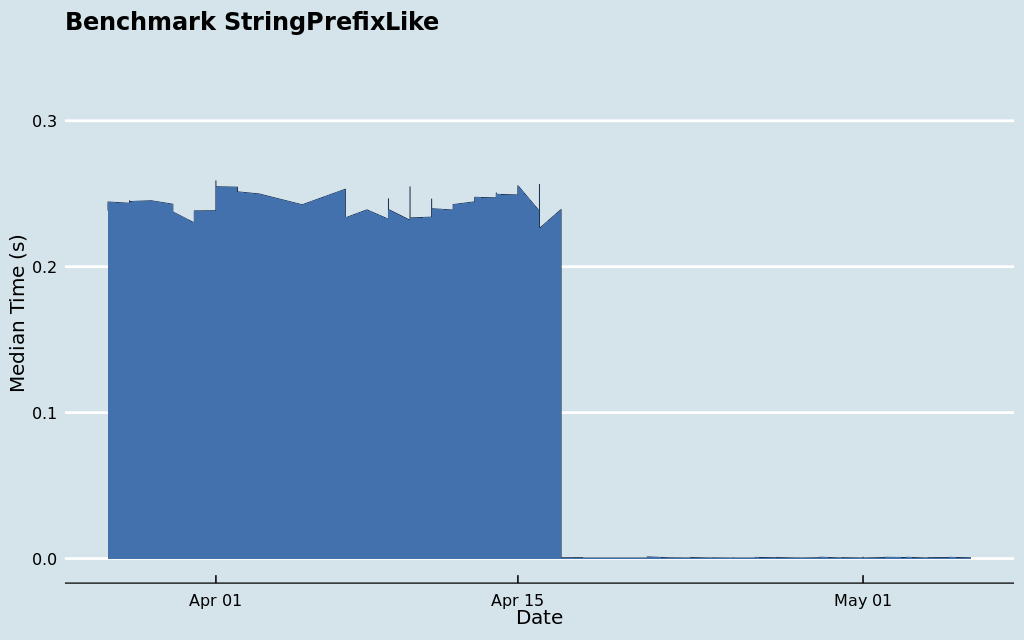 Benchmark StringPrefixLike
Median Time (s)
0.3
0.2
0.1
0.0
Apr 01
Apr 15
May 01
Date